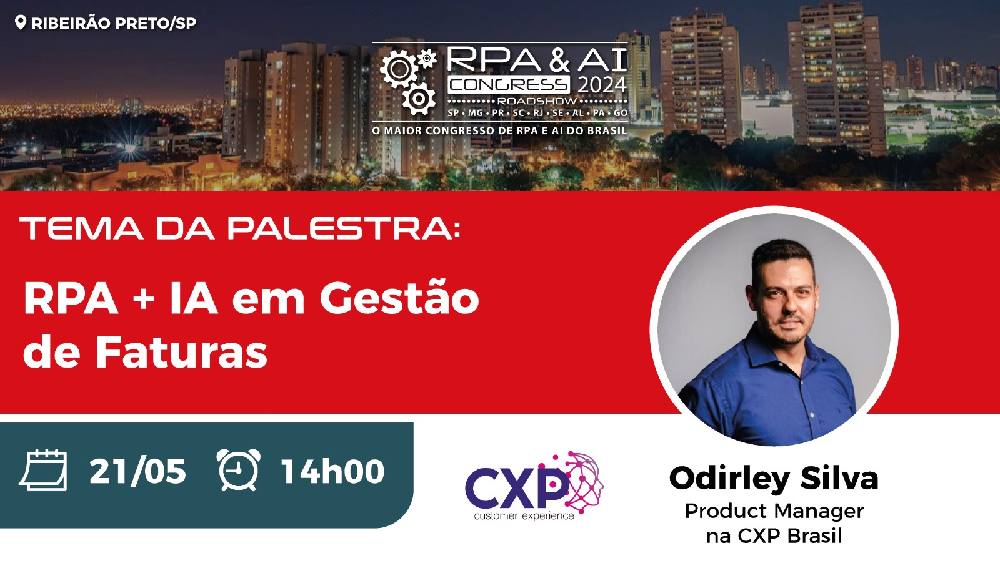 RIBEIRÃO PRETO/SP
RPA & AI
CONGRESS 2024
ROADSHOW
SP • MG • PR • SC • RJ • SE • AL • PA • GO
O MAIOR CONGRESSO DE RPA E AI DO BRASIL
TEMA DA PALESTRA:
RPA + IA em Gestão
de Faturas
21/05 14h00
CXP
customer experience
Odirley Silva
Product Manager
na CXP Brasil